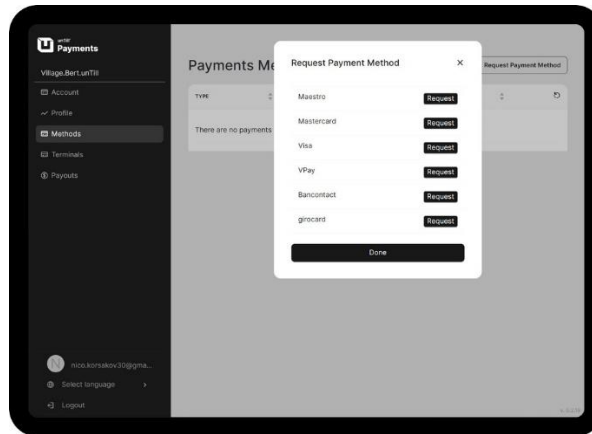 unTill
Payments
Village.Bert.unTill
Account
Profile
Methods
Terminals
Payouts
nico.korsakov30@gma...
Select language
Logout
Payments Me
Request Payment Method
TYPE
There are no payments
Request Payment Method
Maestro Request
Mastercard Request
Visa Request
VPay Request
Bancontact Request
girocard Request
Done